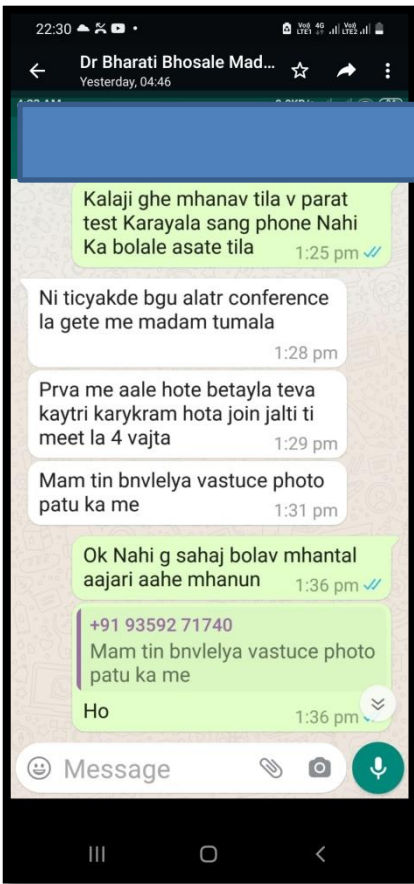 22:30
Dr Bharati Bhosale Mad...
Yesterday, 04:46
Kalaji ghe mhanav tila v parat
test Karayala sang phone Nahi
Ka bolale asate tila
1:25 pm
Ni ticyakde bgu alatr conference
la gete me madam tumala
1:28 pm
Prva me aale hote betayla teva
kaytri karykram hota join jalti ti
meet la 4 vajta
1:29 pm
Mam tin bnvlelya vastuce photo
patu ka me
1:31 pm
Ok Nahi g sahaj bolav mhantal
aajari aahe mhanun
1:36 pm
+91 93592 71740
Mam tin bnvlelya vastuce photo
patu ka me
Ho
1:36 pm
Message